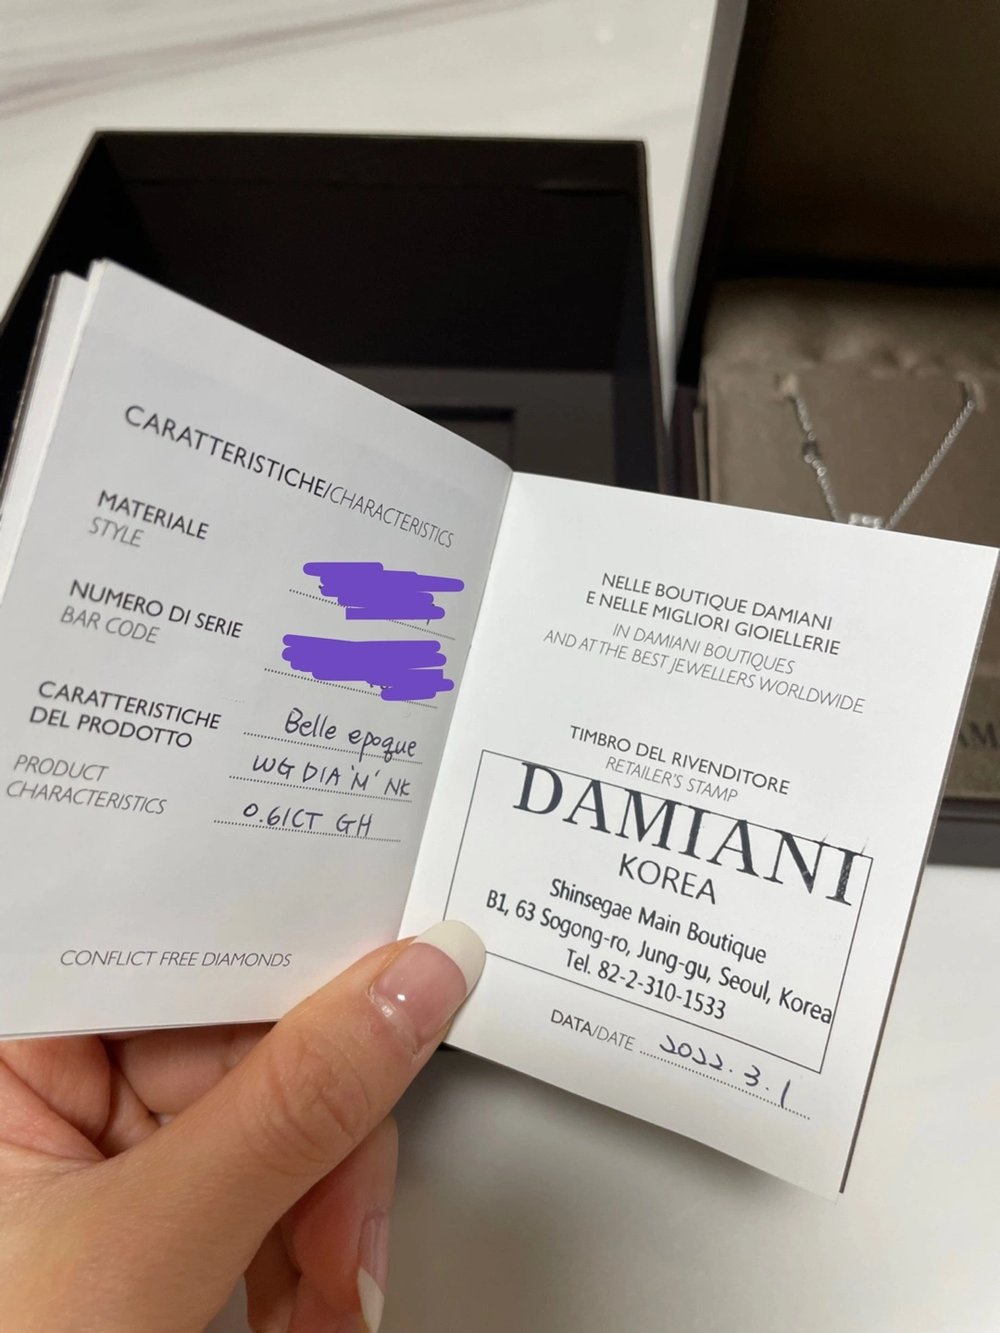 CARATTERISTICHE/CHARACTERISTICS
MATERIALE
STYLE
NUMERO DI SERIE
BAR CODE
CARATTERISTICHE
DEL PRODOTTO
PRODUCT
CHARACTERISTICS
Belle epoque
WG DIA 'M' NK
0.61CT GH
CONFLICT FREE DIAMONDS
NELLE BOUTIQUE DAMIANI
E NELLE MIGLIORI GIOIELLERIE
IN DAMIANI BOUTIQUES
AND AT THE BEST JEWELLERS WORLDWIDE
TIMBRO DEL RIVENDITORE
RETAILER'S STAMP
DAMIANI
KOREA
Shinsegae Main Boutique
B1, 63 Sogong-ro, Jung-gu, Seoul, Korea
Tel. 82-2-310-1533
DATA/DATE 2022.3.1